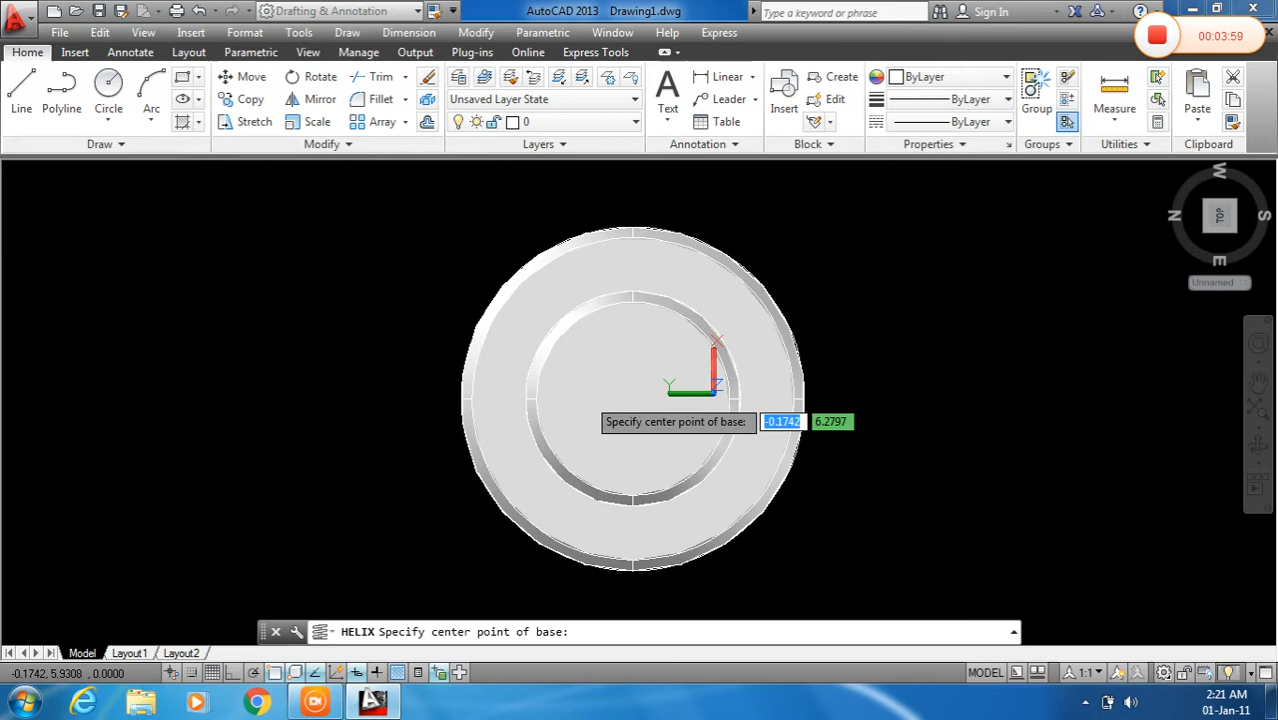 Drafting & Annotation
AutoCAD 2013 Drawing1.dwg
Type a keyword or phrase
Sign In
File Edit View Insert Format Tools Draw Dimension Modify Parametric Window Help Express
00:03:59
Home Insert Annotate Layout Parametric View Manage Output Plug-ins Online Express Tools
Line Polyline Circle Arc
Move Rotate Trim
Copy Mirror Fillet
Stretch Scale Array
Unsaved Layer State
0
Text
Linear
Leader
Table
Insert
Create
Edit
ByLayer
ByLayer
ByLayer
Group
Measure
Paste
Draw Modify Layers Annotation Block Properties Groups Utilities Clipboard
W
N TOP S
E
Unnamed
X
Y Z
Specify center point of base: -0.1742 6.2797
HELIX Specify center point of base:
Model Layout1 Layout2
-0.1742, 5.9308 , 0.0000
MODEL
1:1
2:21 AM
01-Jan-11